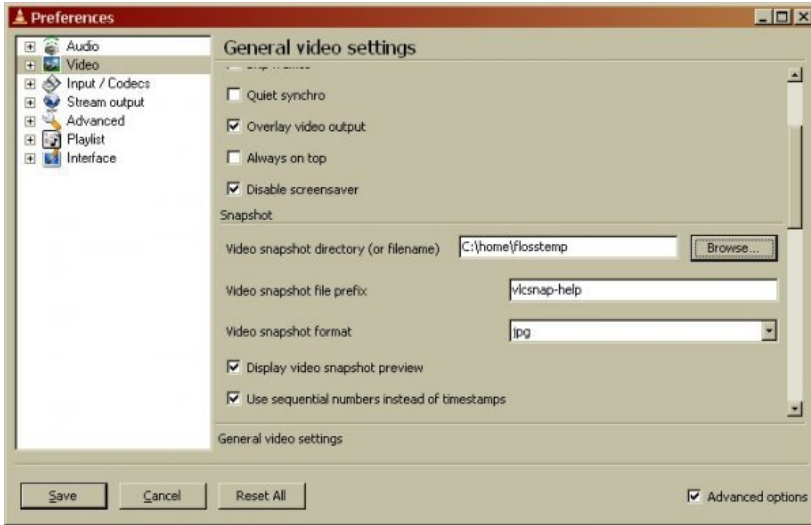 Preferences
Audio
Video
Input / Codecs
Stream output
Advanced
Playlist
Interface
General video settings
Quiet synchro
Overlay video output
Always on top
Disable screensaver
Snapshot
Video snapshot directory (or filename) C:\home\flosstemp Browse...
Video snapshot file prefix vlcsnap-help
Video snapshot format jpg
Display video snapshot preview
Use sequential numbers instead of timestamps
General video settings
Save Cancel Reset All Advanced options